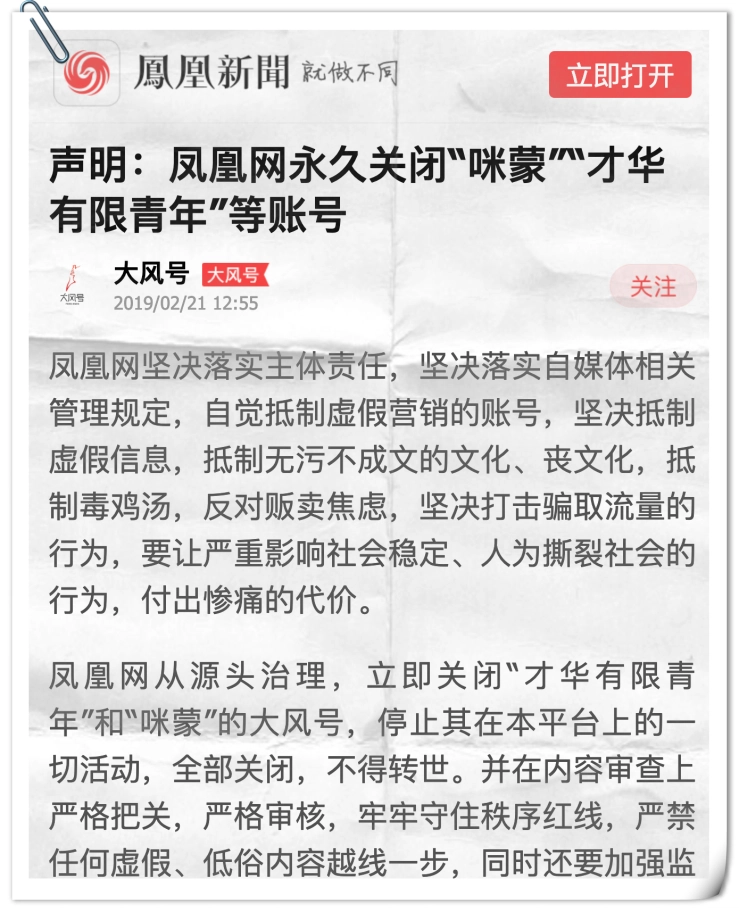 鳳凰新聞 就做不同
立即打开
声明：凤凰网永久关闭“咪蒙”“才华
有限青年”等账号
大风号
大风号 大风号
2019/02/21 12:55
关注
凤凰网坚决落实主体责任，坚决落实自媒体相关
管理规定，自觉抵制虚假营销的账号，坚决抵制
虚假信息，抵制无污不成文的文化、丧文化，抵
制毒鸡汤，反对贩卖焦虑，坚决打击骗取流量的
行为，要让严重影响社会稳定、人为撕裂社会的
行为，付出惨痛的代价。
凤凰网从源头治理，立即关闭“才华有限青
年”和“咪蒙”的大风号，停止其在本平台上的一
切活动，全部关闭，不得转世。并在内容审查上
严格把关，严格审核，牢牢守住秩序红线，严禁
任何虚假、低俗内容越线一步，同时还要加强监